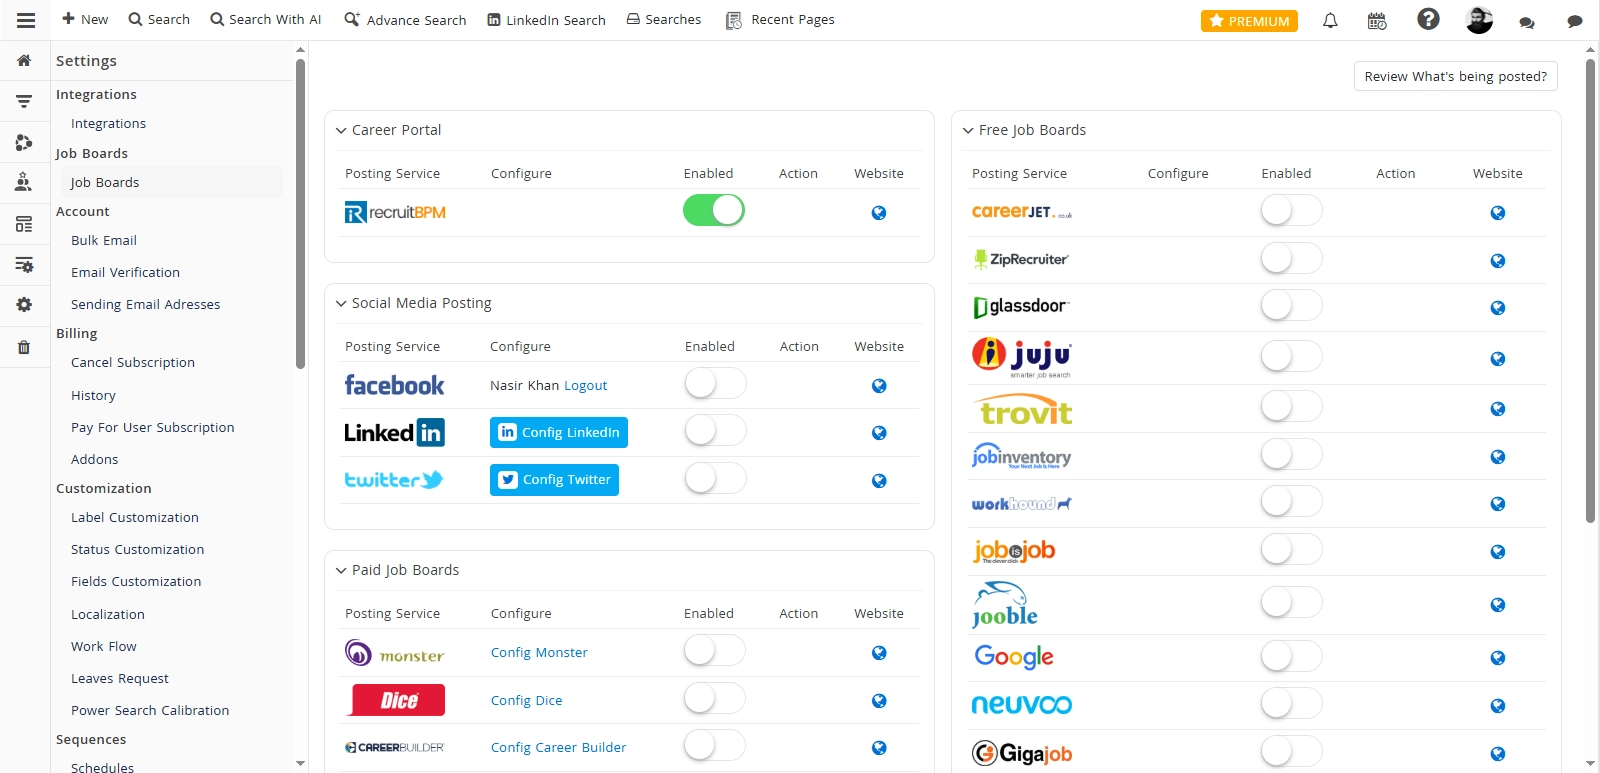 New Search Search With AI Advance Search LinkedIn Search Searches Recent Pages PREMIUM
Settings
Integrations
Integrations
Job Boards
Job Boards
Account
Bulk Email
Email Verification
Sending Email Adresses
Billing
Cancel Subscription
History
Pay For User Subscription
Addons
Customization
Label Customization
Status Customization
Fields Customization
Localization
Work Flow
Leaves Request
Power Search Calibration
Sequences
Schedules
Review What's being posted?
Career Portal
Posting Service Configure Enabled Action Website
recruitBPM
Social Media Posting
Posting Service Configure Enabled Action Website
facebook Nasir Khan Logout
Linked in Config LinkedIn
twitter Config Twitter
Paid Job Boards
Posting Service Configure Enabled Action Website
monster Config Monster
Dice Config Dice
CAREERBUILDER Config Career Builder
Free Job Boards
Posting Service Configure Enabled Action Website
careerJET.co.uk
ZipRecruiter
glassdoor
juju
smarter job search
trovit
jobinventory
Your Next Job Is Here
workhound
jobisjob
The clever click
jooble
Google
neuvoo
Gigajob